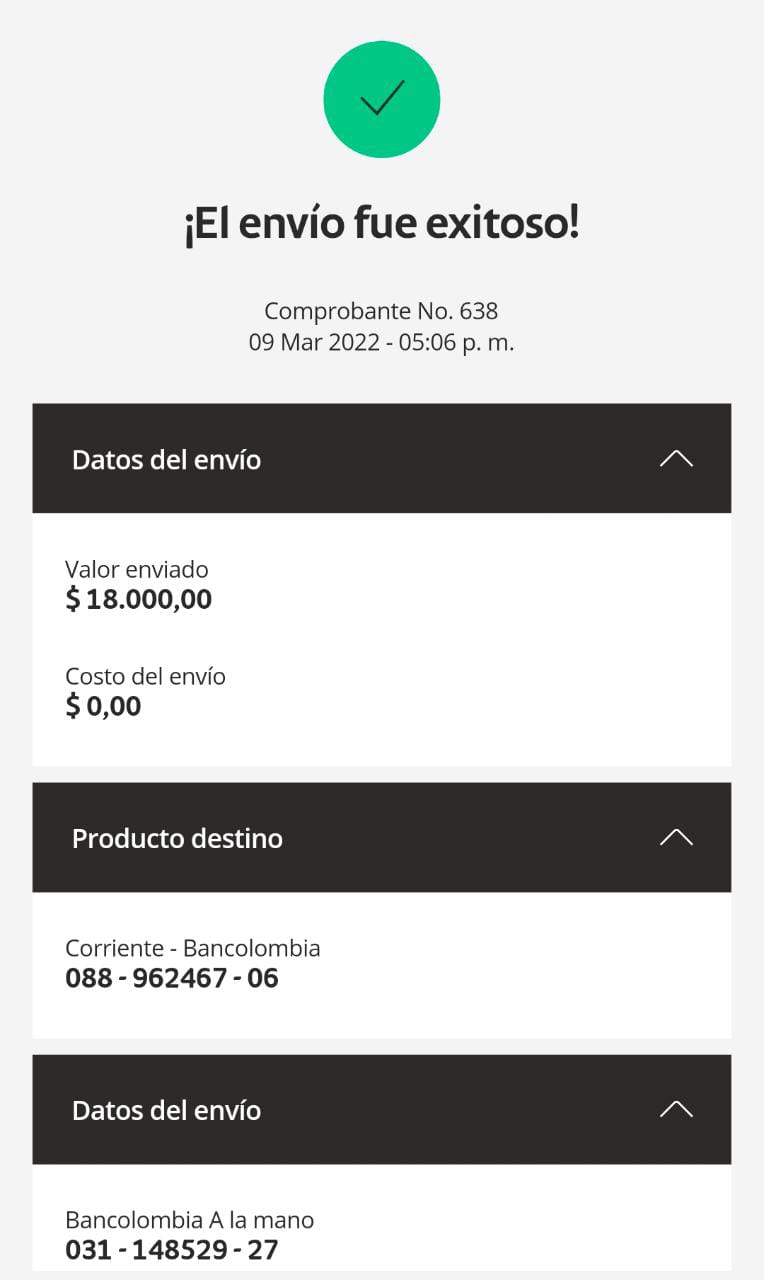 ¡El envío fue exitoso!
Comprobante No. 638
09 Mar 2022 - 05:06 p. m.
Datos del envío
Valor enviado
$ 18.000,00
Costo del envío
$ 0,00
Producto destino
Corriente - Bancolombia
088 - 962467 - 06
Datos del envío
Bancolombia A la mano
031 - 148529 - 27